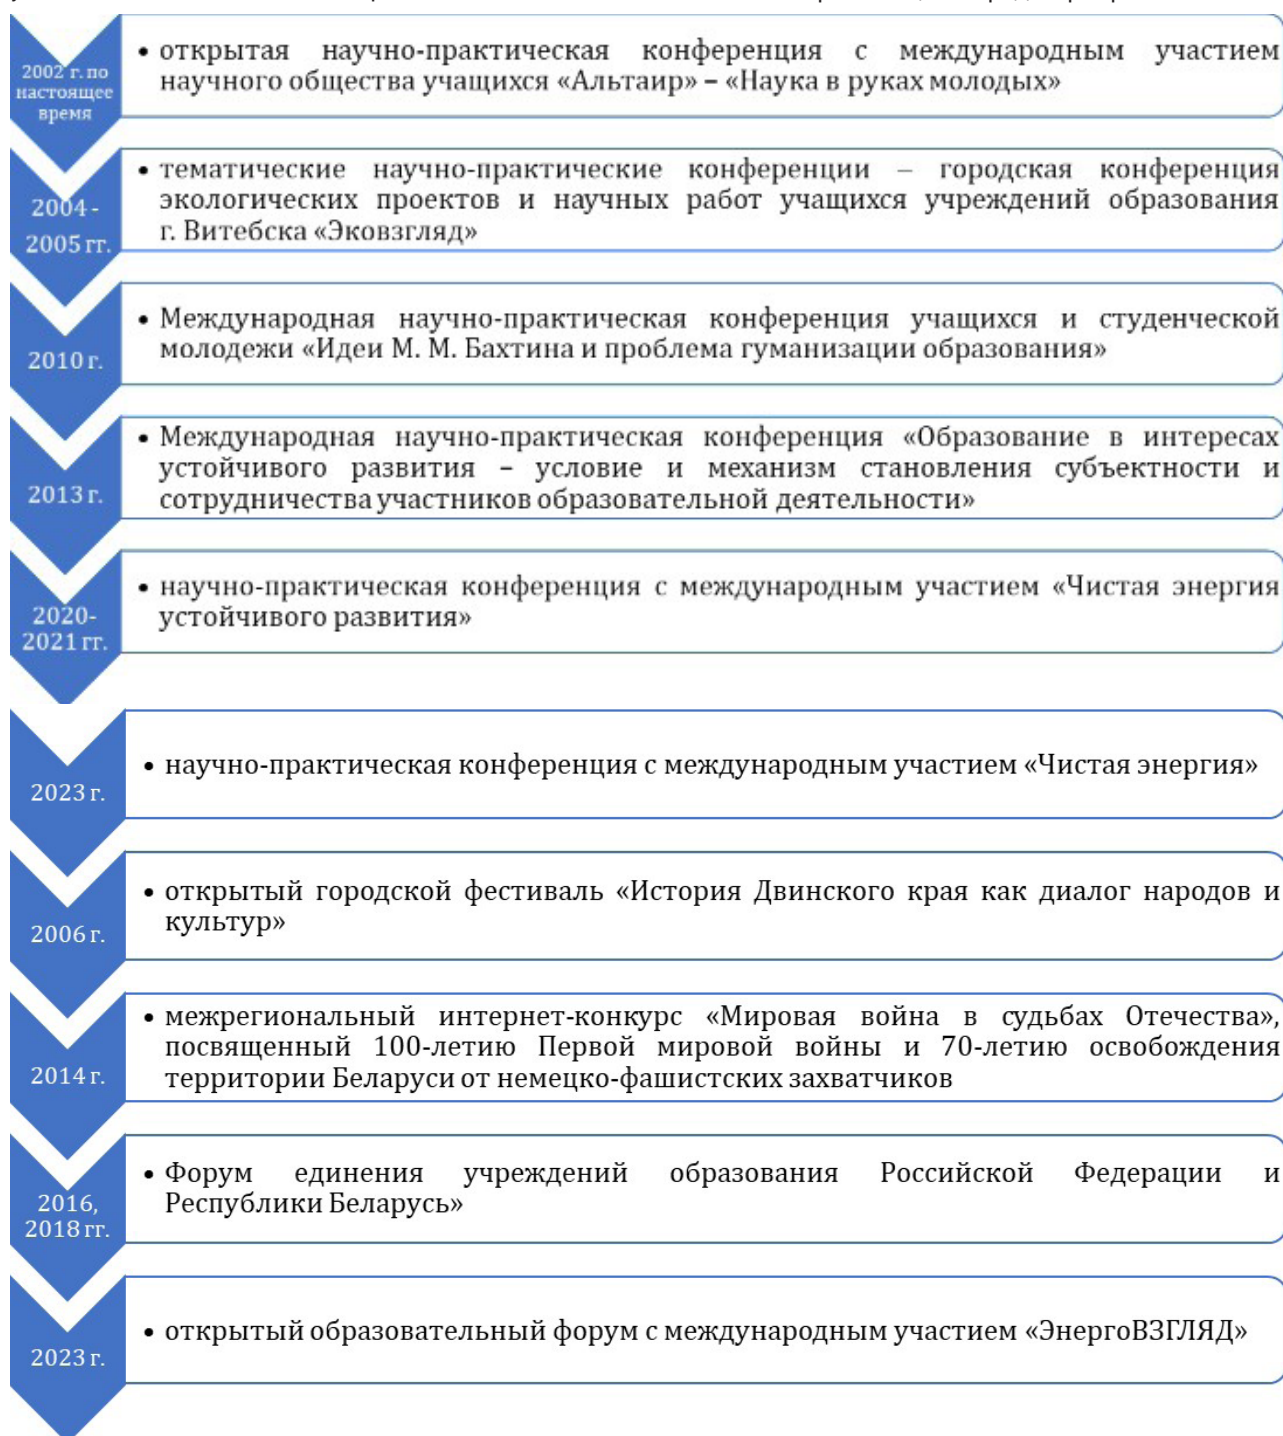 2002 г. по
настоящее
время
• открытая научно-практическая конференция с международным участием
научного общества учащихся «Альтаир» – «Наука в руках молодых»
2004 -
2005 гг.
• тематические научно-практические конференции – городская конференция
экологических проектов и научных работ учащихся учреждений образования
г. Витебска «Эковзгляд»
2010 г.
• Международная научно-практическая конференция учащихся и студенческой
молодежи «Идеи М. М. Бахтина и проблема гуманизации образования»
2013 г.
• Международная научно-практическая конференция «Образование в интересах
устойчивого развития – условие и механизм становления субъектности и
сотрудничества участников образовательной деятельности»
2020-
2021 гг.
• научно-практическая конференция с международным участием «Чистая энергия
устойчивого развития»
2023 г.
• научно-практическая конференция с международным участием «Чистая энергия»
2006 г.
• открытый городской фестиваль «История Двинского края как диалог народов и
культур»
2014 г.
• межрегиональный интернет-конкурс «Мировая война в судьбах Отечества»,
посвященный 100-летию Первой мировой войны и 70-летию освобождения
территории Беларуси от немецко-фашистских захватчиков
2016,
2018 гг.
• Форум единения учреждений образования Российской Федерации и
Республики Беларусь»
2023 г.
• открытый образовательный форум с международным участием «ЭнергоВЗГЛЯД»